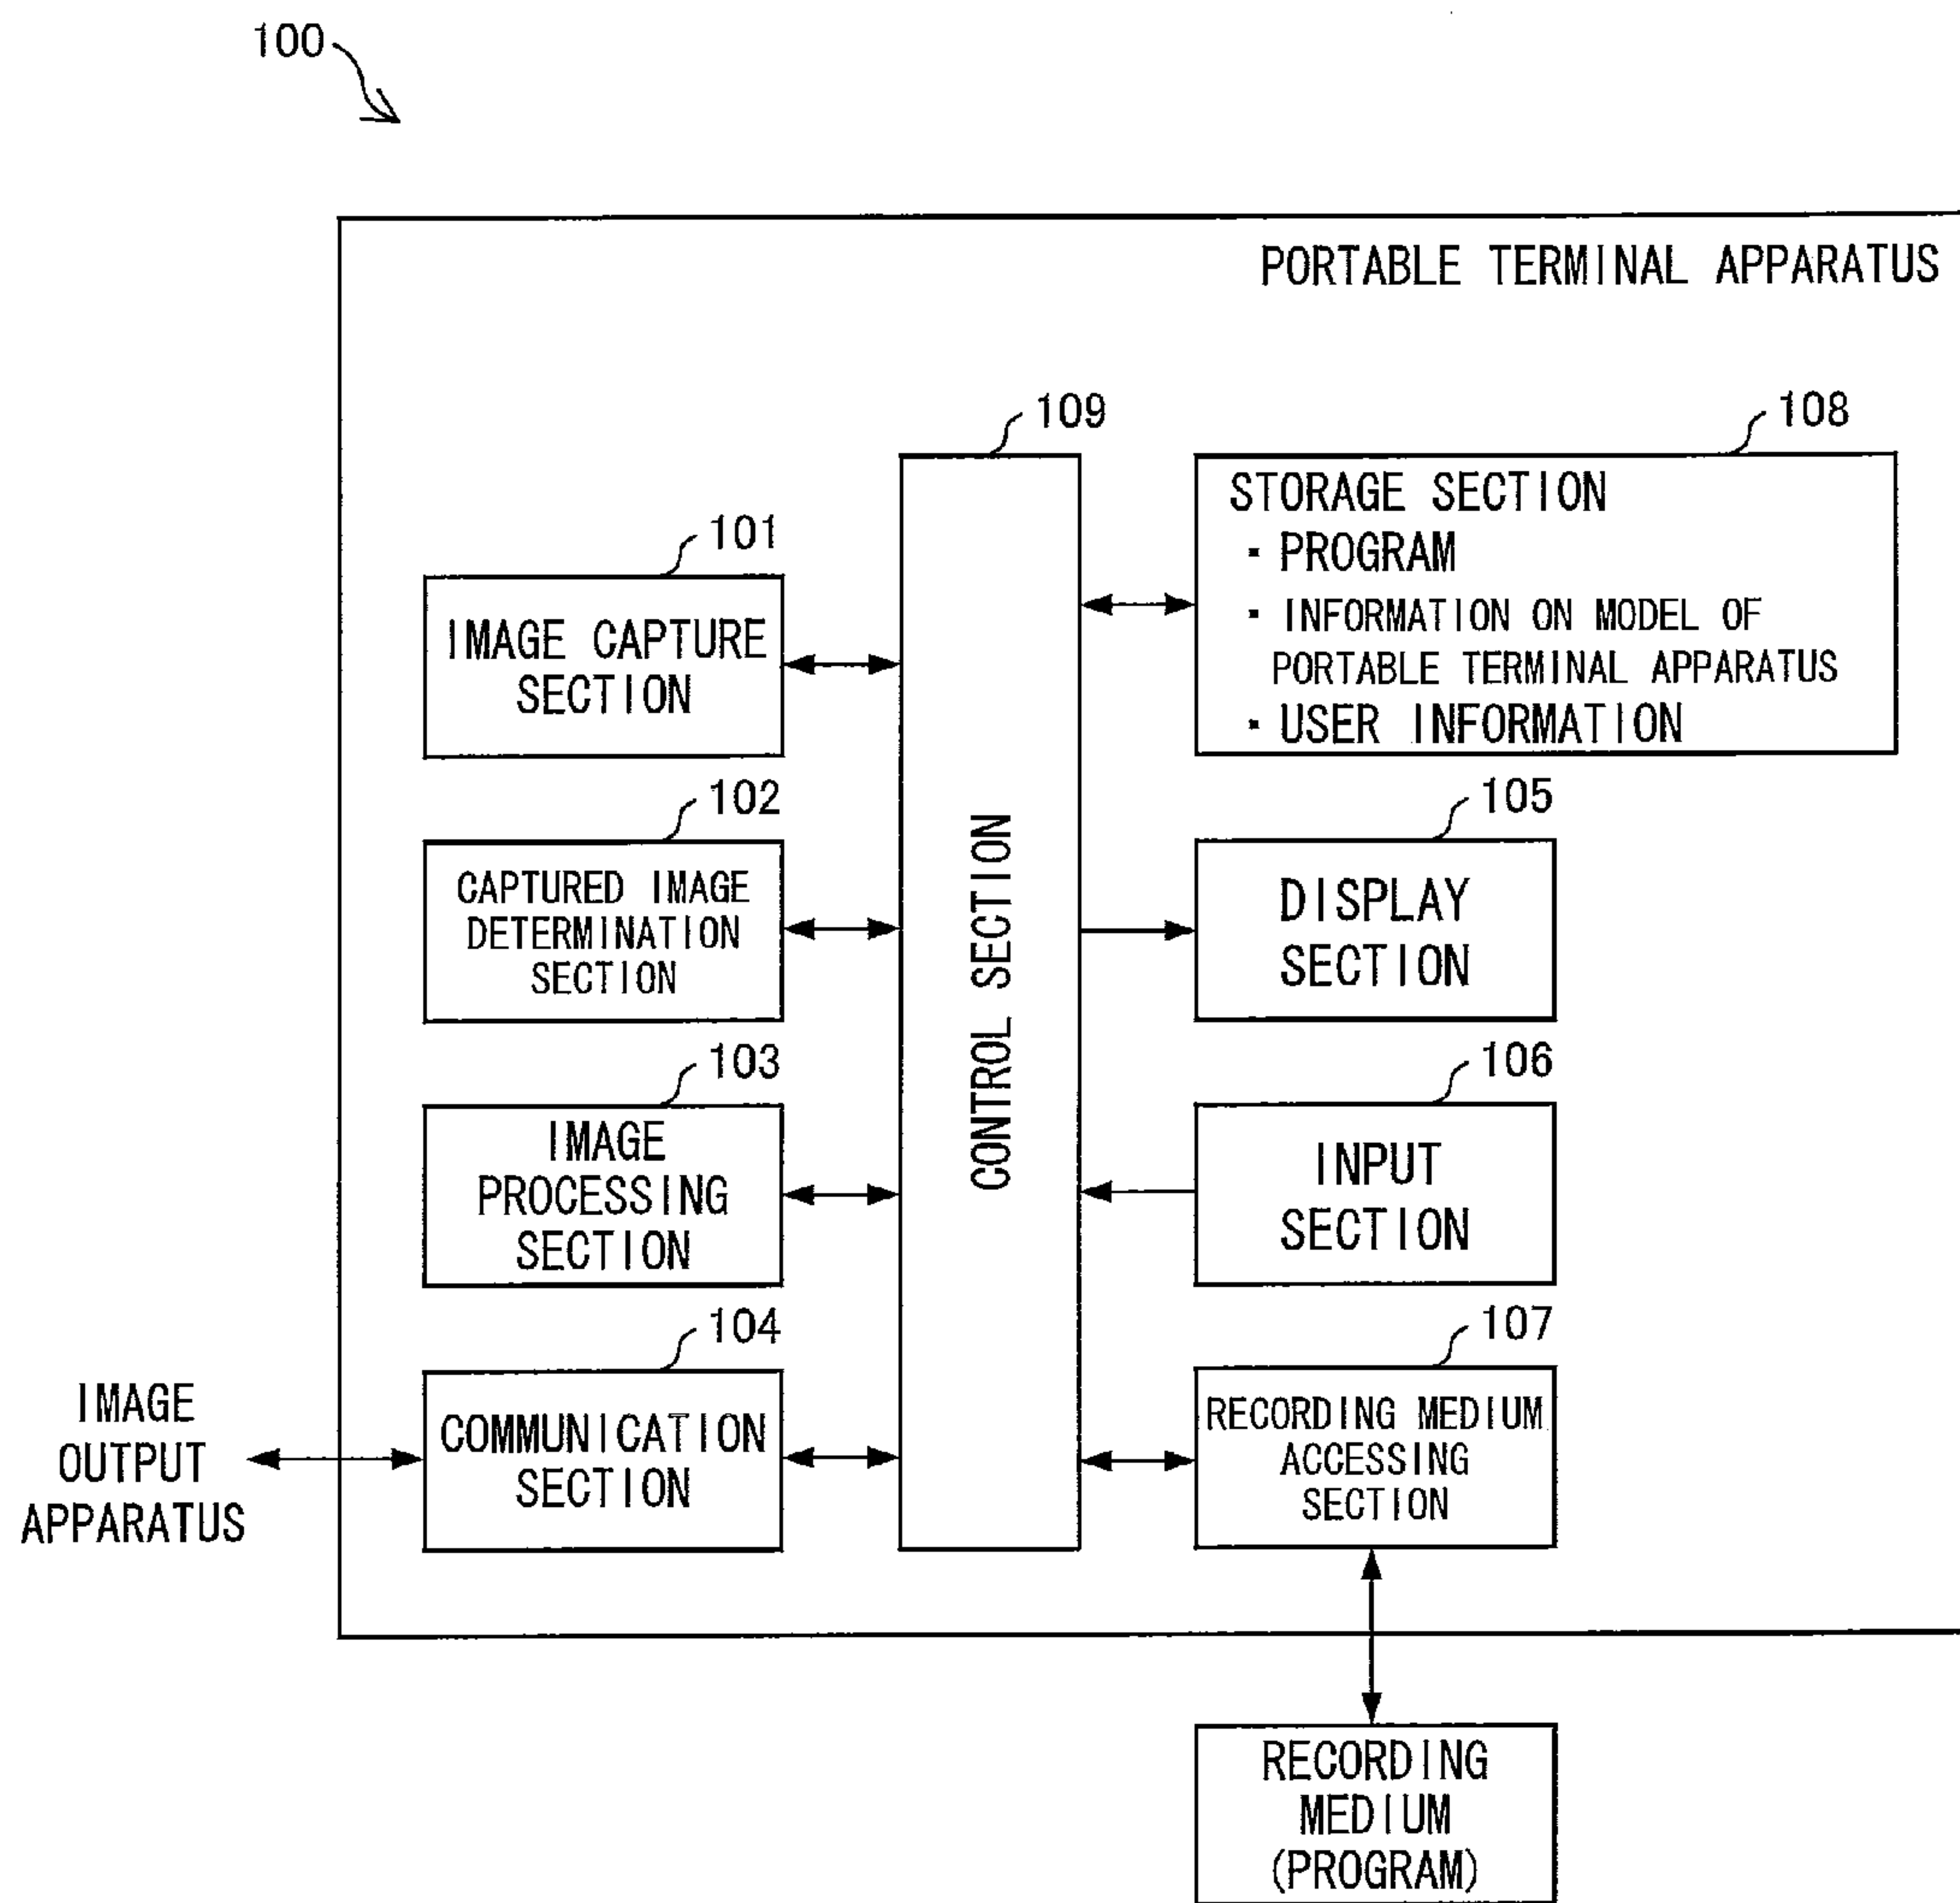 100
PORTABLE TERMINAL APPARATUS
109
108
STORAGE SECTION
・PROGRAM
・INFORMATION ON MODEL OF
PORTABLE TERMINAL APPARATUS
・USER INFORMATION
101
IMAGE CAPTURE
SECTION
102
CAPTURED IMAGE
DETERMINATION
SECTION
103
IMAGE
PROCESSING
SECTION
104
COMMUNICATION
SECTION
IMAGE
OUTPUT
APPARATUS
CONTROL SECTION
105
DISPLAY
SECTION
106
INPUT
SECTION
107
RECORDING MEDIUM
ACCESSING
SECTION
RECORDING
MEDIUM
(PROGRAM)